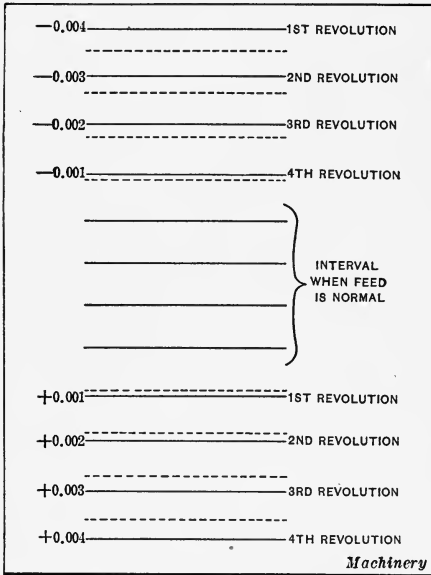 —0.004 1ST REVOLUTION
—0.003 2ND REVOLUTION
—0.002 3RD REVOLUTION
—0.001 4TH REVOLUTION
INTERVAL
WHEN FEED
IS NORMAL
+0.001 1ST REVOLUTION
+0.002 2ND REVOLUTION
+0.003 3RD REVOLUTION
+0.004 4TH REVOLUTION
Machinery